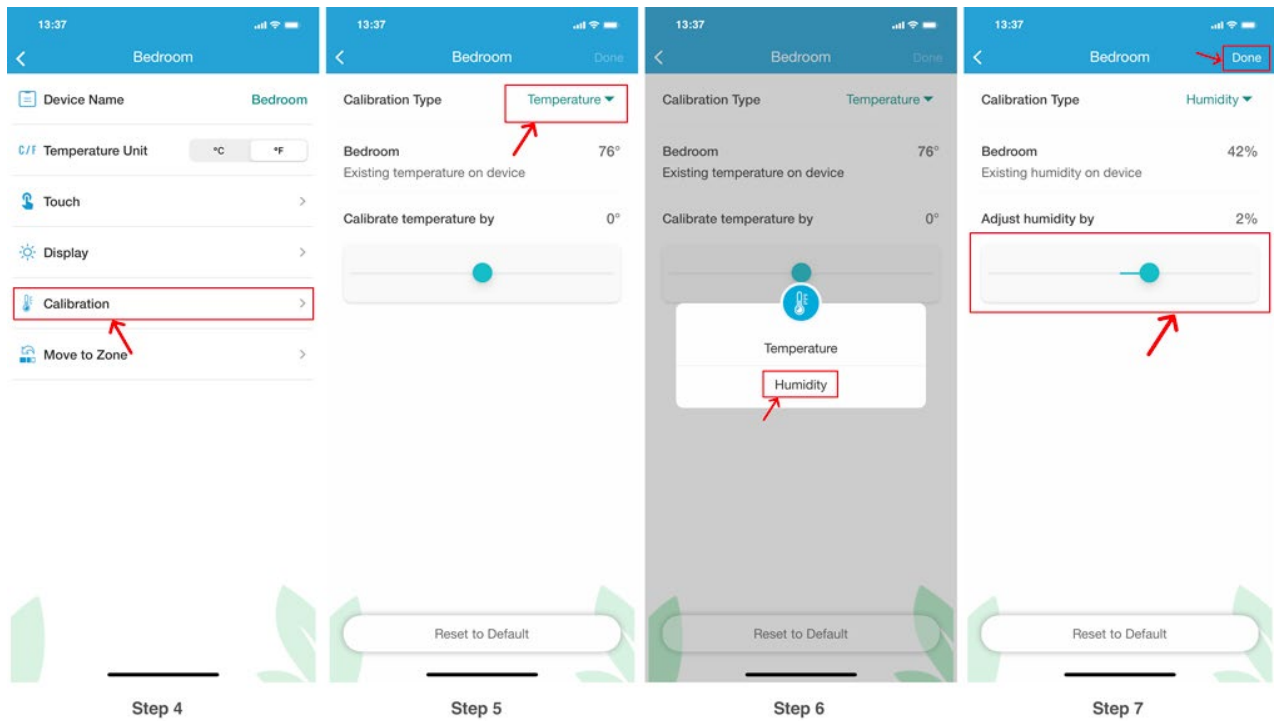 13:37
Bedroom
Device Name Bedroom
C/F Temperature Unit °C °F
Touch
Display
Calibration
Move to Zone
Step 4
13:37
Bedroom Done
Calibration Type Temperature
Bedroom 76°
Existing temperature on device
Calibrate temperature by 0°
Reset to Default
Step 5
13:37
Bedroom Done
Calibration Type Temperature
Bedroom 76°
Existing temperature on device
Calibrate temperature by 0°
Temperature
Humidity
Reset to Default
Step 6
13:37
Bedroom Done
Calibration Type Humidity
Bedroom 42%
Existing humidity on device
Adjust humidity by 2%
Reset to Default
Step 7